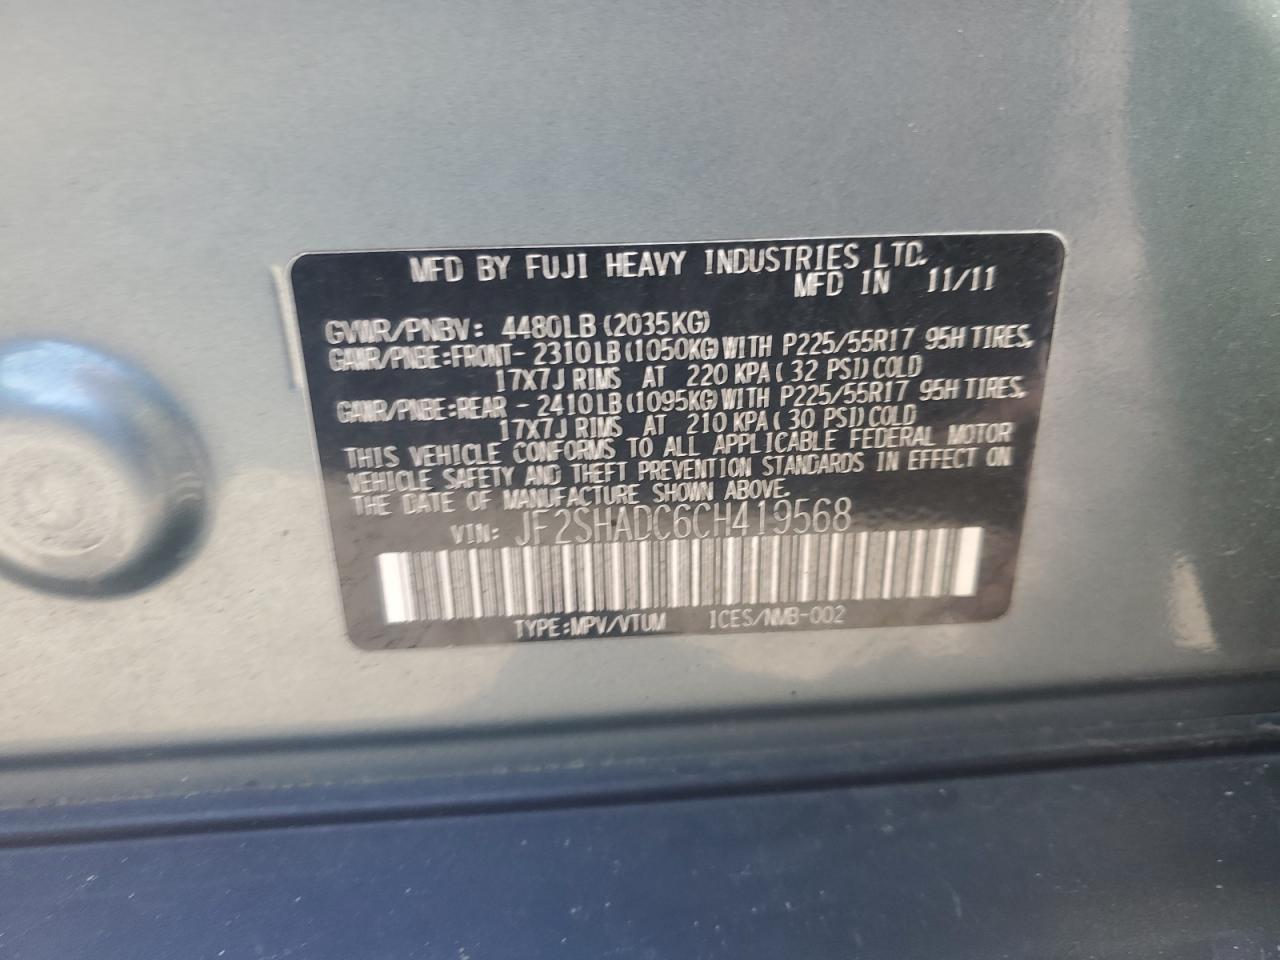 MFD BY FUJI HEAVY INDUSTRIES LTD.
MFD IN 11/11
GVWR/PNBV: 4480LB (2035KG)
GAWR/PNBE:FRONT- 2310LB (1050KG) WITH P225/55R17 95H TIRES,
17X7J RIMS AT 220 KPA ( 32 PSI) COLD
GAWR/PNBE:REAR - 2410LB (1095KG) WITH P225/55R17 95H TIRES,
17X7J RIMS AT 210 KPA ( 30 PSI) COLD
THIS VEHICLE CONFORMS TO ALL APPLICABLE FEDERAL MOTOR
VEHICLE SAFETY AND THEFT PREVENTION STANDARDS IN EFFECT ON
THE DATE OF MANUFACTURE SHOWN ABOVE.
VIN: JF2SHADC6CH419568
TYPE:MPV/VTUM ICES/NMB-002